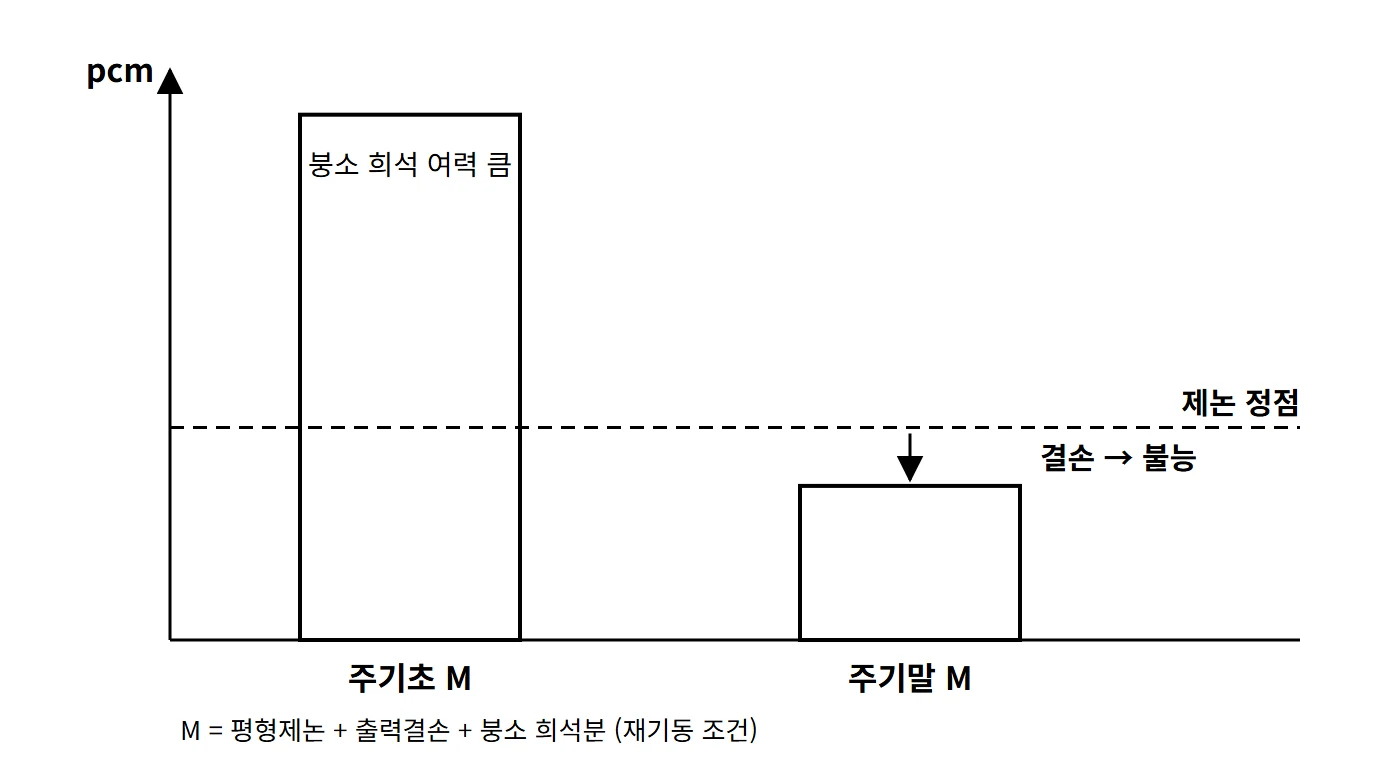 pcm
붕소 희석 여력 큼
제논 정점
결손 → 불능
주기초 M
주기말 M
M = 평형제논 + 출력결손 + 붕소 희석분 (재기동 조건)